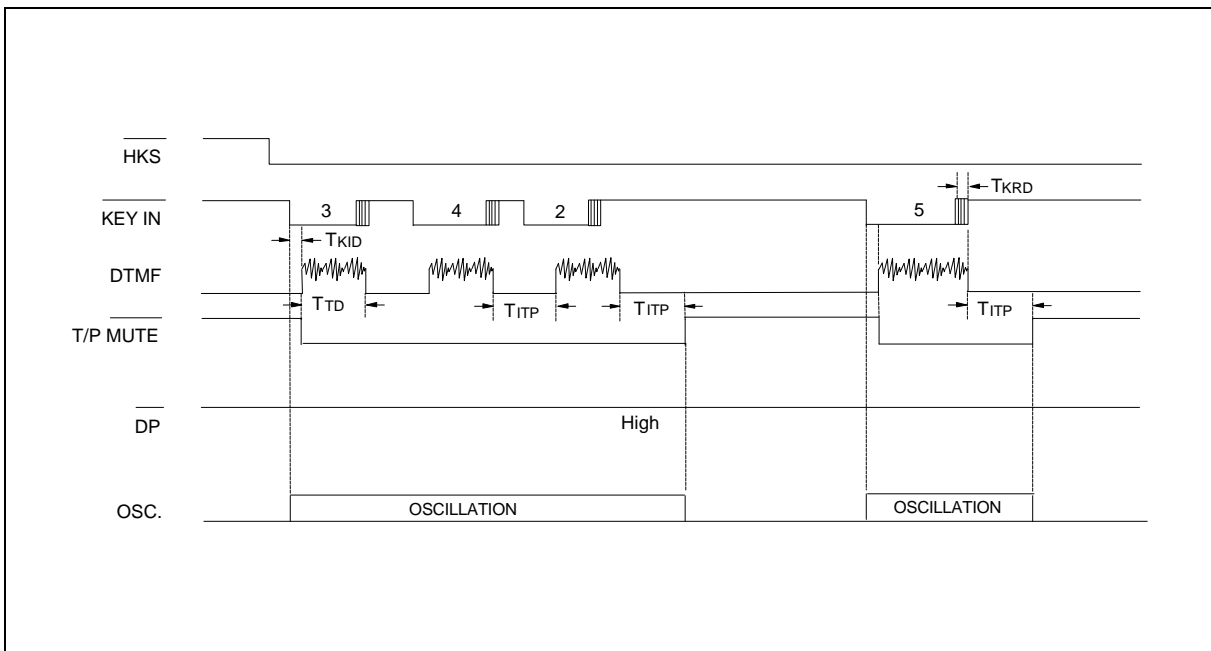 HKS
TKRD
KEY IN
3
4
2
5
TKID
DTMF
TTD
TITP
TITP
TITP
T/P MUTE
DP
High
OSC.
OSCILLATION
OSCILLATION